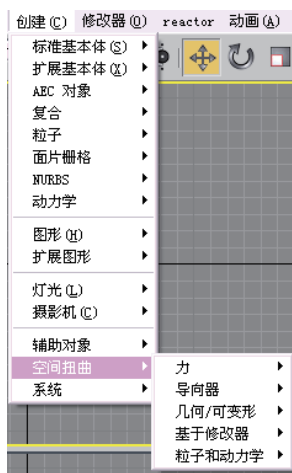 创建(C) 修改器(O) reactor 动画(A)
标准基本体(S)
扩展基本体(X)
AEC 对象
复合
粒子
面片栅格
NURBS
动力学
图形(H)
扩展图形
灯光(L)
摄影机(C)
辅助对象
空间扭曲
系统
力
导向器
几何/可变形
基于修改器
粒子和动力学